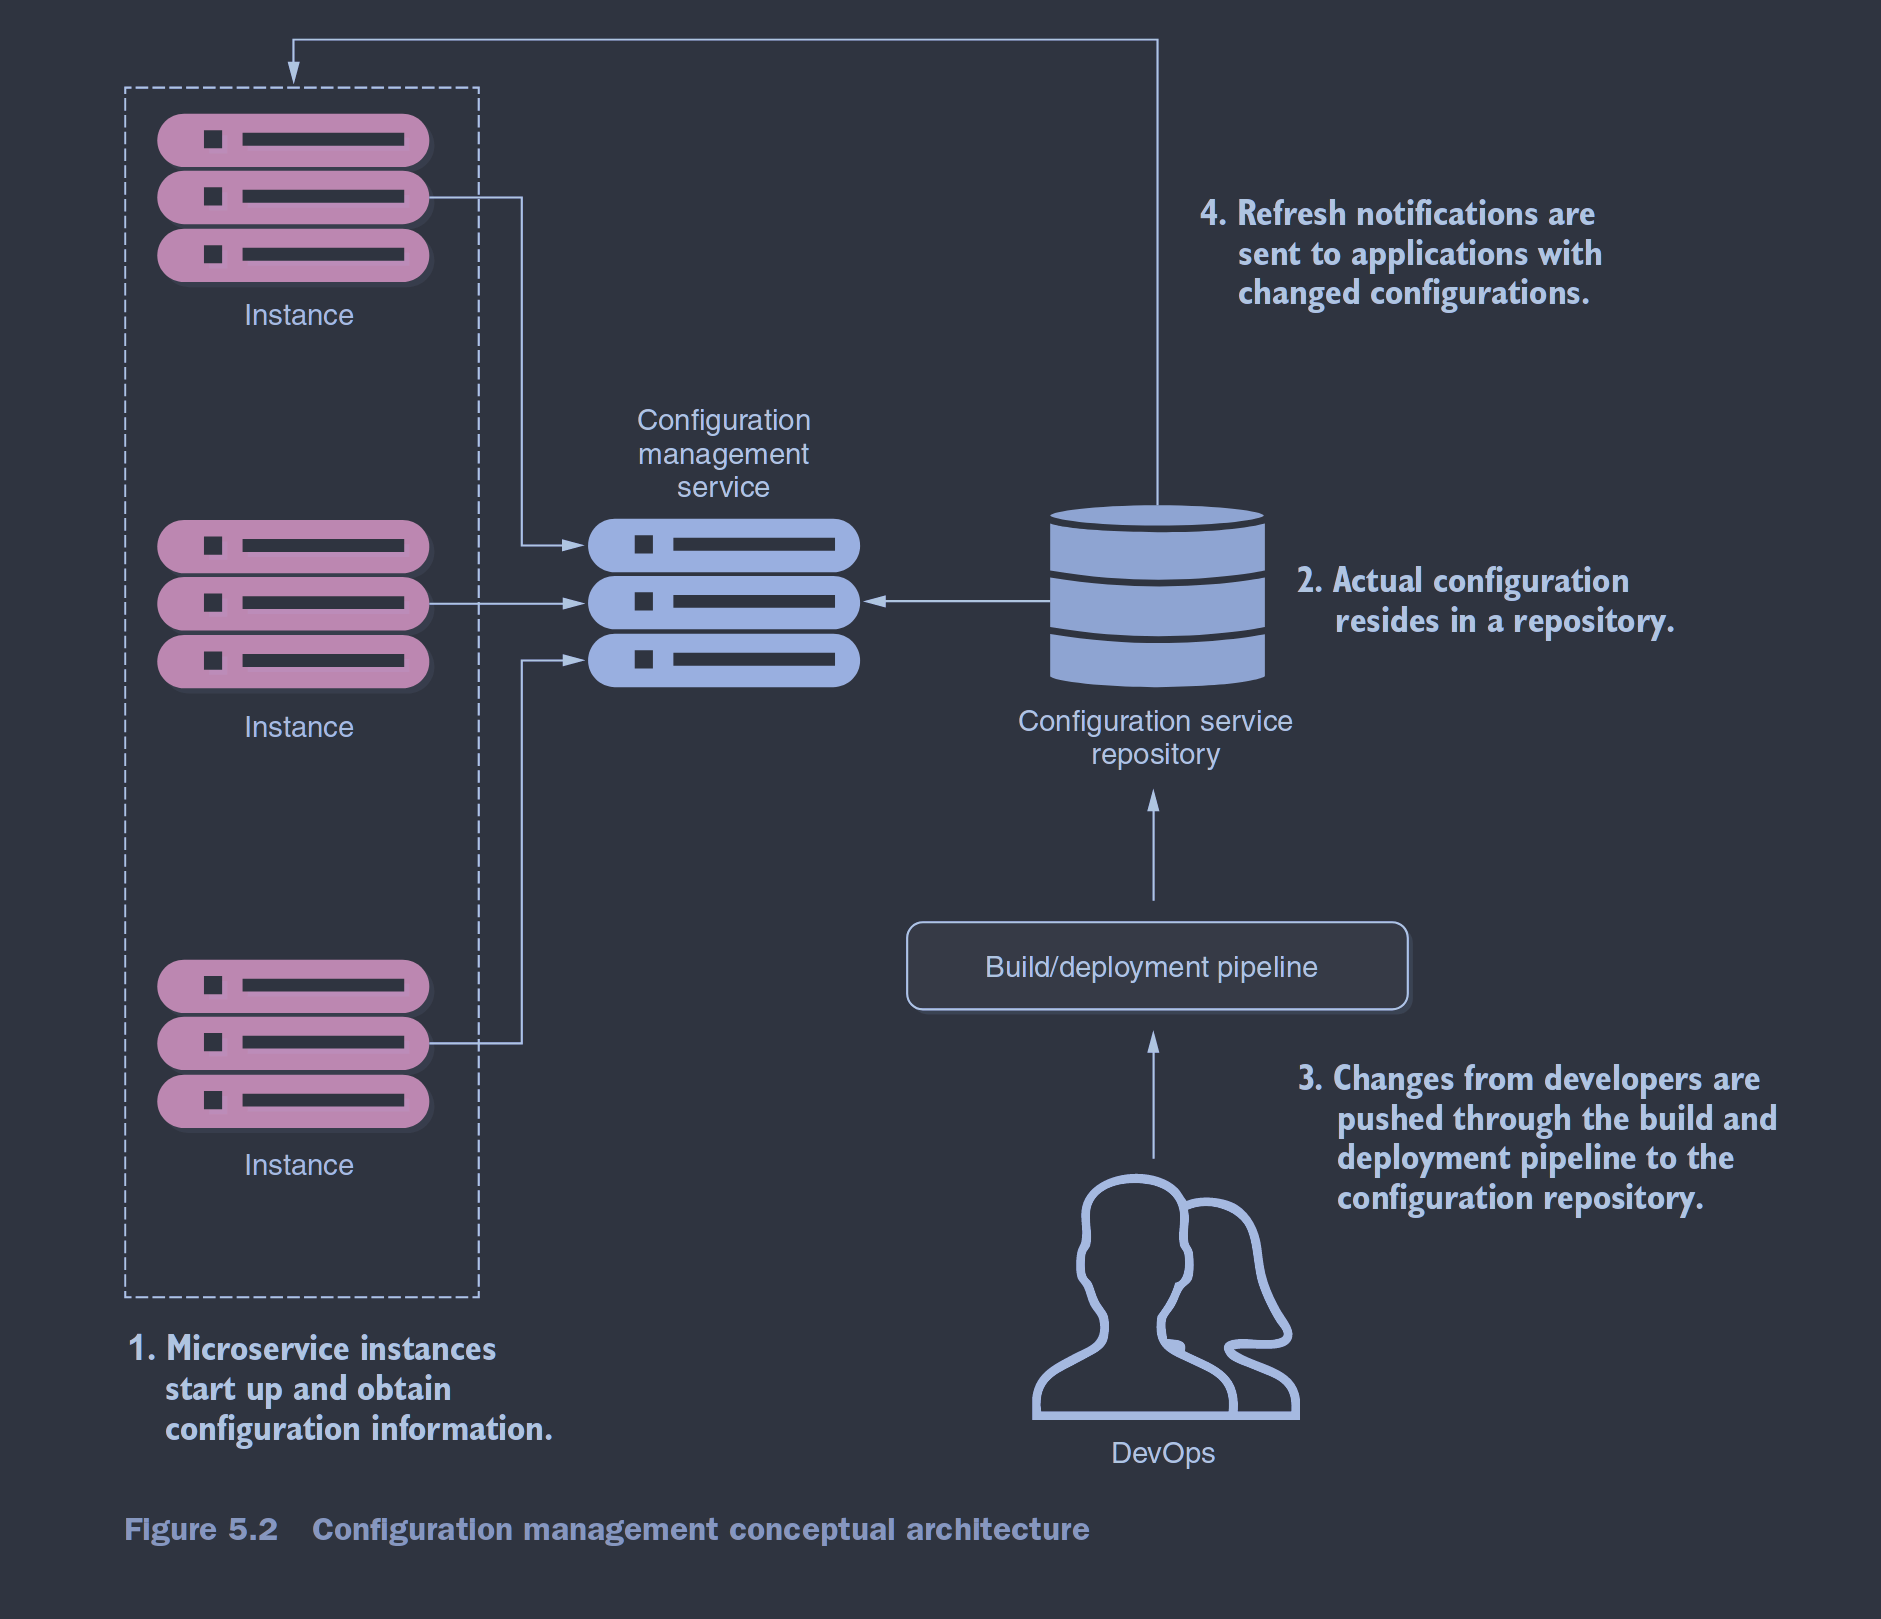 4. Refresh notifications are
sent to applications with
changed configurations.
Instance
Configuration
management
service
2. Actual configuration
resides in a repository.
Instance
Configuration service
repository
Build/deployment pipeline
3. Changes from developers are
pushed through the build and
deployment pipeline to the
configuration repository.
Instance
1. Microservice instances
start up and obtain
configuration information.
DevOps
Figure 5.2 Configuration management conceptual architecture